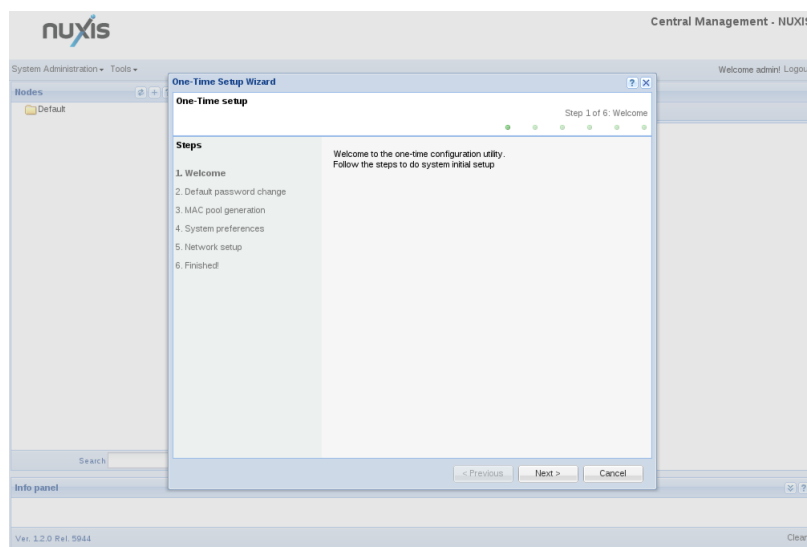 nuxis
Central Management - NUXIS
System Administration Tools
Welcome admin! Logou
Nodes
Default
One-Time Setup Wizard
One-Time setup
Step 1 of 6: Welcome
Steps
1. Welcome
2. Default password change
3. MAC pool generation
4. System preferences
5. Network setup
6. Finished!
Welcome to the one-time configuration utility.
Follow the steps to do system initial setup
Search
< Previous
Next >
Cancel
Info panel
Ver. 1.2.0 Rel. 5944
Clear